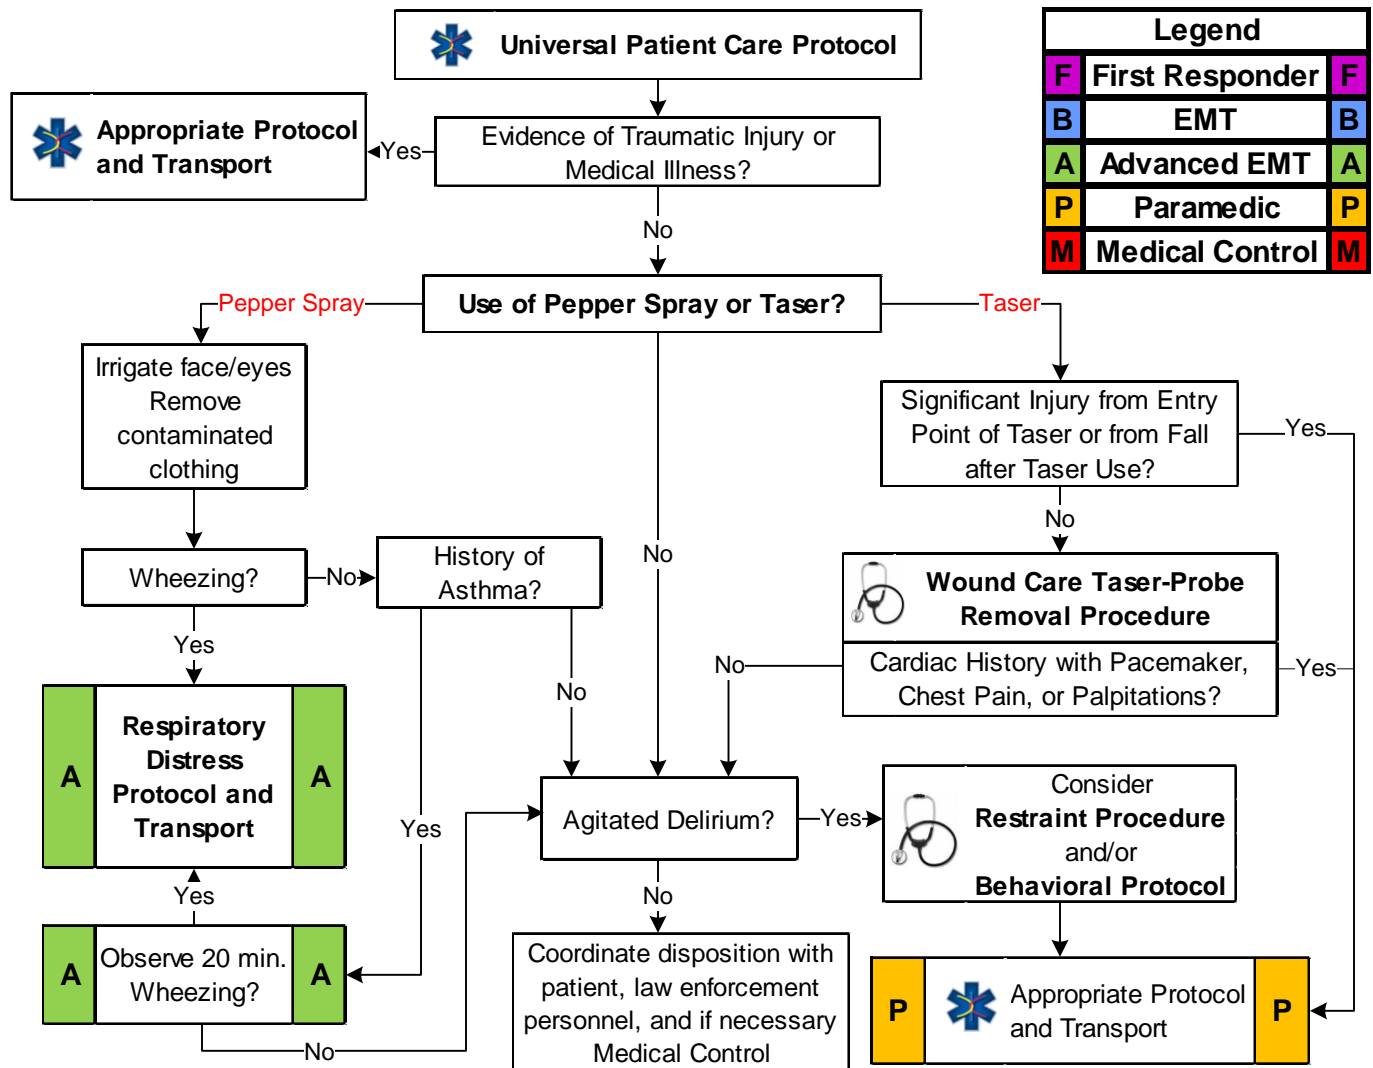 Universal Patient Care Protocol
Legend
F First Responder F
B EMT B
A Advanced EMT A
P Paramedic P
M Medical Control M
Appropriate Protocol
and Transport
Yes
Evidence of Traumatic Injury or
Medical Illness?
No
Pepper Spray
Use of Pepper Spray or Taser?
Taser
Irrigate face/eyes
Remove
contaminated
clothing
Significant Injury from Entry
Point of Taser or from Fall
after Taser Use?
Yes
No
No
Wheezing?
No
History of
Asthma?
Wound Care Taser-Probe
Removal Procedure
Yes
No
Cardiac History with Pacemaker,
Chest Pain, or Palpitations?
Yes
No
A
Respiratory
Distress
Protocol and
Transport
A
Yes
Agitated Delirium?
Yes
Consider
Restraint Procedure
and/or
Behavioral Protocol
Yes
No
A
Observe 20 min.
Wheezing?
A
No
Coordinate disposition with
patient, law enforcement
personnel, and if necessary
Medical Control
P
Appropriate Protocol
and Transport
P